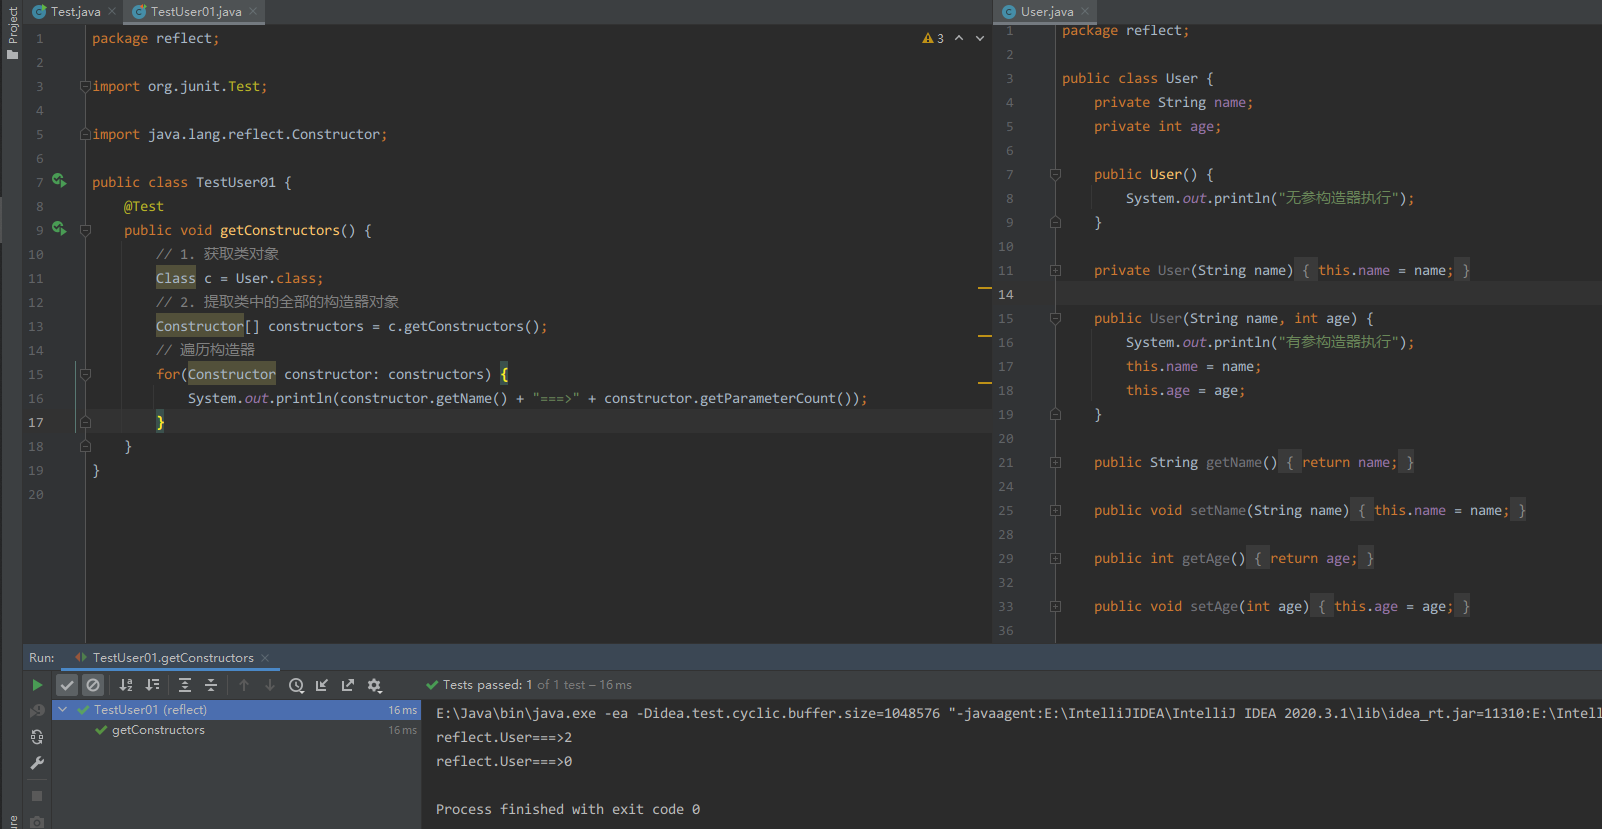 Project
Test.java
TestUser01.java
3
1 package reflect;
2
3 import org.junit.Test;
4
5 import java.lang.reflect.Constructor;
6
7 public class TestUser01 {
8 @Test
9 public void getConstructors() {
10 // 1. 获取类对象
11 Class c = User.class;
12 // 2. 提取类中的全部的构造器对象
13 Constructor[] constructors = c.getConstructors();
14 // 遍历构造器
15 for(Constructor constructor: constructors) {
16 System.out.println(constructor.getName() + "===>" + constructor.getParameterCount());
17 }
18 }
19 }
20
User.java
1 package reflect;
2
3 public class User {
4 private String name;
5 private int age;
6
7 public User() {
8 System.out.println("无参构造器执行");
9 }
10
11 private User(String name) { this.name = name; }
14
15 public User(String name, int age) {
16 System.out.println("有参构造器执行");
17 this.name = name;
18 this.age = age;
19 }
20
21 public String getName() { return name; }
24
25 public void setName(String name) { this.name = name; }
28
29 public int getAge() { return age; }
32
33 public void setAge(int age) { this.age = age; }
36
Run: TestUser01.getConstructors
Tests passed: 1 of 1 test – 16 ms
TestUser01 (reflect) 16 ms
getConstructors 16 ms
E:\Java\bin\java.exe -ea -Didea.test.cyclic.buffer.size=1048576 "-javaagent:E:\IntelliJIDEA\IntelliJ IDEA 2020.3.1\lib\idea_rt.jar=11310:E:\Intell
reflect.User===>2
reflect.User===>0
Process finished with exit code 0